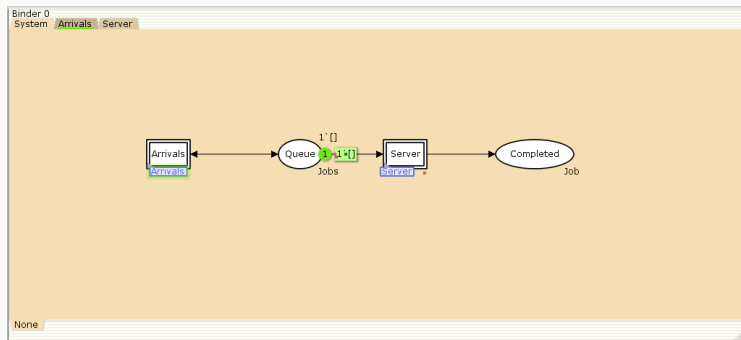 Binder 0
System Arrivals Server
1`[]
Arrivals Queue 1 1`[] Server Completed
Arrivals Jobs Server Job
None